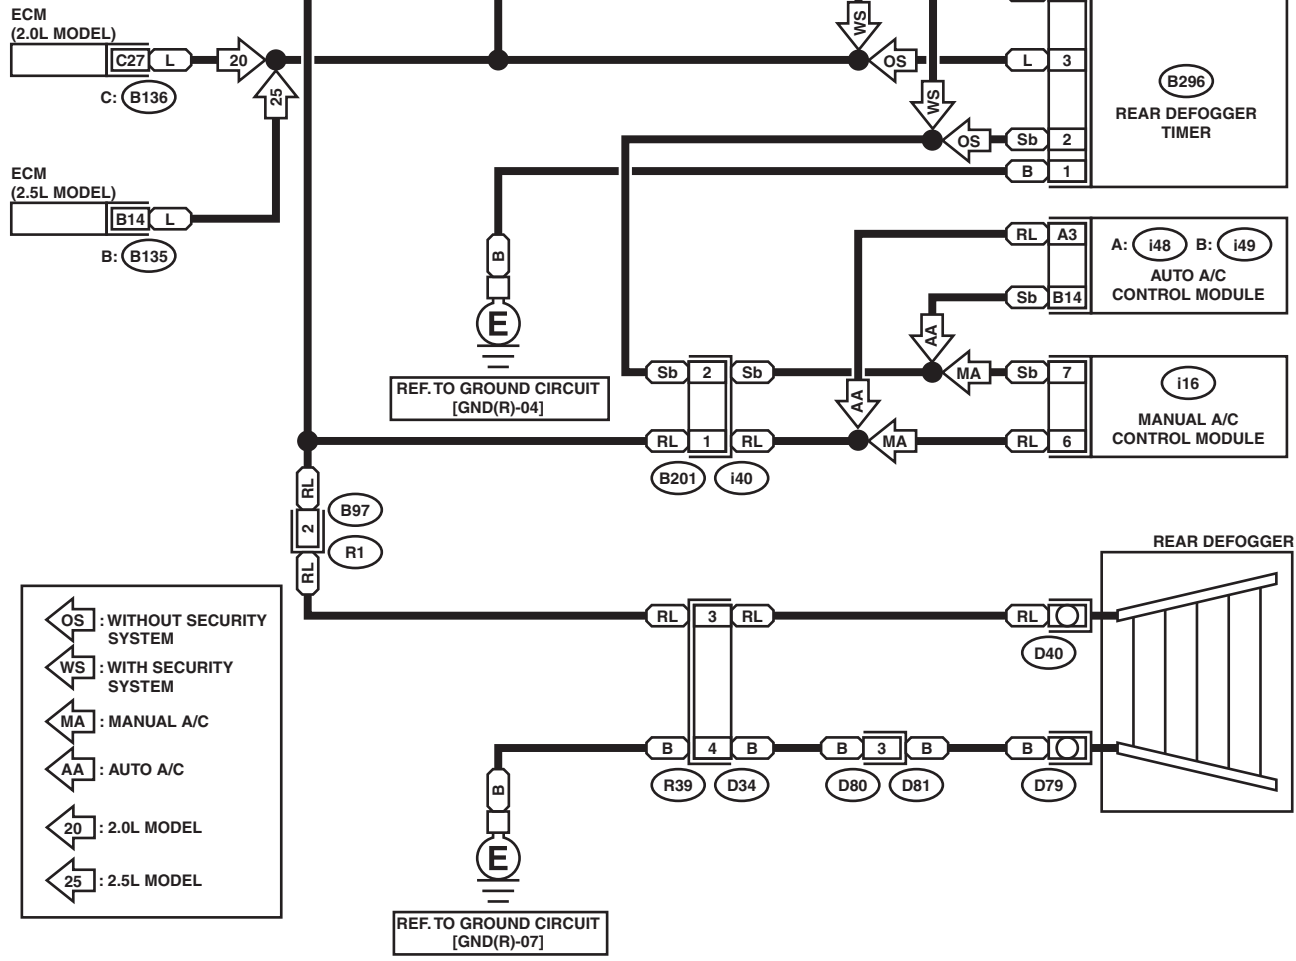 ECM
(2.0L MODEL)
C27 L 20
C: B136
WS
OS
L 3
25
WS
B296
REAR DEFOGGER
TIMER
OS
Sb 2
B 1
ECM
(2.5L MODEL)
B14 L
B: B135
B
E
REF. TO GROUND CIRCUIT
[GND(R)-04]
RL A3
A: i48 B: i49
AUTO A/C
CONTROL MODULE
Sb B14
AA
Sb 2 Sb
MA
Sb 7
i16
MANUAL A/C
CONTROL MODULE
AA
RL 1 RL
MA
RL 6
B201 i40
RL
2
B97
R1
RL
REAR DEFOGGER
RL 3 RL
RL
D40
B 4 B
B 3 B
B
R39 D34
D80 D81
D79
B
E
REF. TO GROUND CIRCUIT
[GND(R)-07]
OS : WITHOUT SECURITY
SYSTEM
WS : WITH SECURITY
SYSTEM
MA : MANUAL A/C
AA : AUTO A/C
20 : 2.0L MODEL
25 : 2.5L MODEL